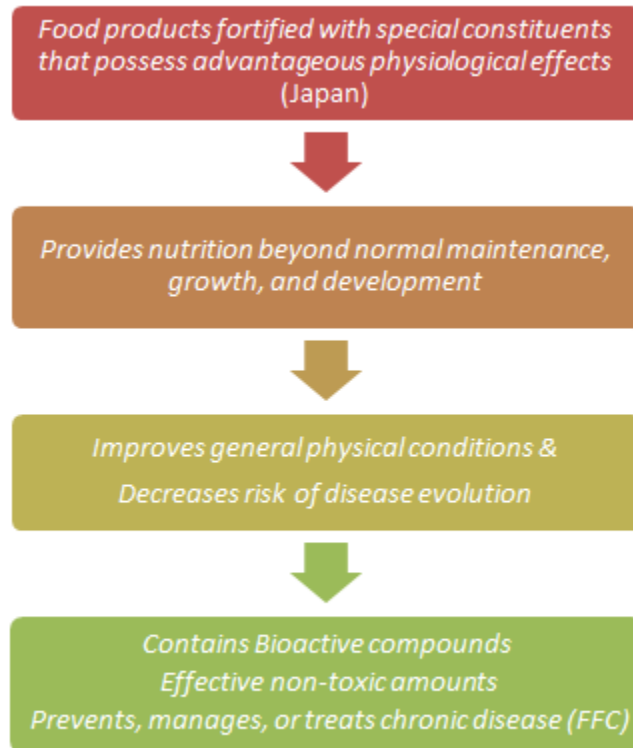 Food products fortified with special constituents
that possess advantageous physiological effects
(Japan)
Provides nutrition beyond normal maintenance,
growth, and development
Improves general physical conditions &
Decreases risk of disease evolution
Contains Bioactive compounds
Effective non-toxic amounts
Prevents, manages, or treats chronic disease (FFC)